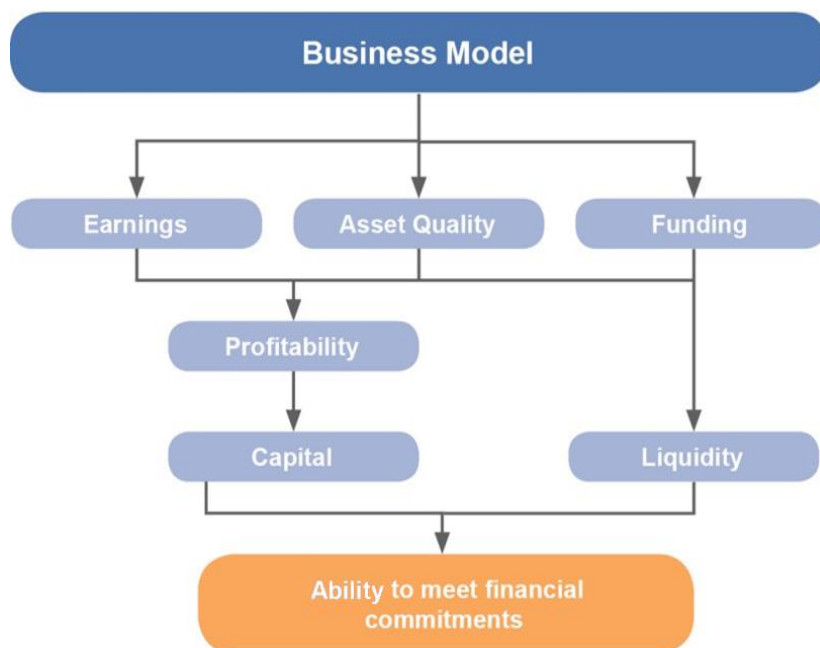 Business Model
Earnings
Asset Quality
Funding
Profitability
Capital
Liquidity
Ability to meet financial
commitments